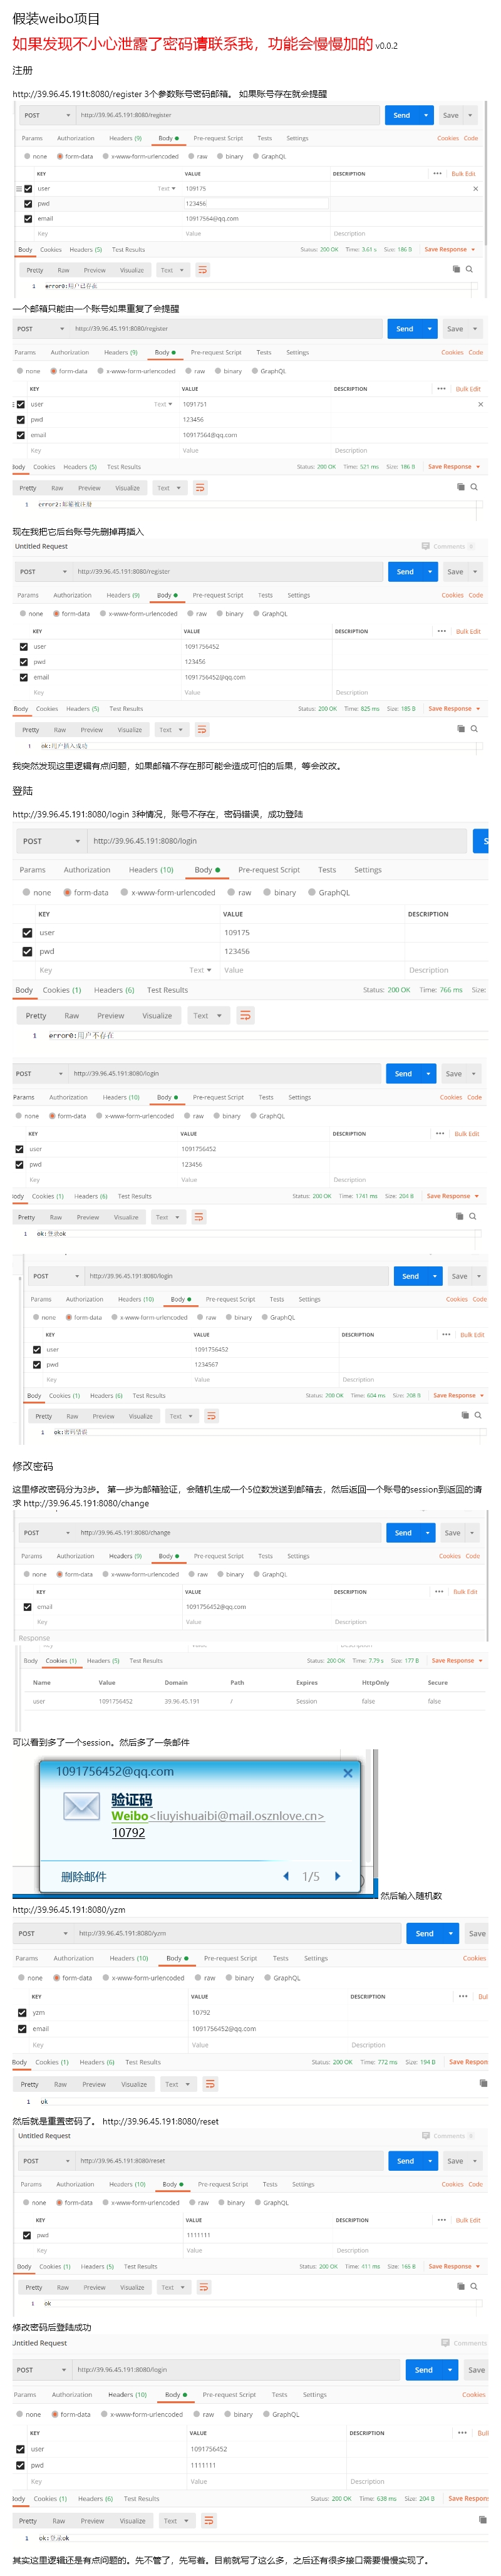 假装weibo项目
如果发现不小心泄露了密码请联系我，功能会慢慢加的 v0.0.2
注册
http://39.96.45.191t:8080/register 3个参数账号密码邮箱。 如果账号存在就会提醒
POST http://39.96.45.191:8080/register Send Save
Params Authorization Headers (9) Body Pre-request Script Tests Settings Cookies Code
none form-data x-www-form-urlencoded raw binary GraphQL
KEY VALUE DESCRIPTION ••• Bulk Edit
user Text 109175
pwd 123456
email 10917564@qq.com
Key Value Description
Body Cookies Headers (5) Test Results Status: 200 OK Time: 3.61 s Size: 186 B Save Response
Pretty Raw Preview Visualize Text
1 error0:用户已存在
一个邮箱只能由一个账号如果重复了会提醒
POST http://39.96.45.191:8080/register Send Save
Params Authorization Headers (9) Body Pre-request Script Tests Settings Cookies Code
none form-data x-www-form-urlencoded raw binary GraphQL
KEY VALUE DESCRIPTION ••• Bulk Edit
user Text 1091751
pwd 123456
email 10917564@qq.com
Key Value Description
Body Cookies Headers (5) Test Results Status: 200 OK Time: 521 ms Size: 186 B Save Response
Pretty Raw Preview Visualize Text
1 error2:邮箱被注册
现在我把它后台账号先删掉再插入
Untitled Request Comments 0
POST http://39.96.45.191:8080/register Send Save
Params Authorization Headers (9) Body Pre-request Script Tests Settings Cookies Code
none form-data x-www-form-urlencoded raw binary GraphQL
KEY VALUE DESCRIPTION ••• Bulk Edit
user 1091756452
pwd 123456
email 1091756452@qq.com
Key Value Description
Body Cookies Headers (5) Test Results Status: 200 OK Time: 825 ms Size: 185 B Save Response
Pretty Raw Preview Visualize Text
1 ok:用户插入成功
我突然发现这里逻辑有点问题，如果邮箱不存在那可能会造成可怕的后果，等会改改。
登陆
http://39.96.45.191:8080/login 3种情况，账号不存在，密码错误，成功登陆
POST http://39.96.45.191:8080/login S
Params Authorization Headers (10) Body Pre-request Script Tests Settings
none form-data x-www-form-urlencoded raw binary GraphQL
KEY VALUE DESCRIPTION
user 109175
pwd 123456
Key Text Value Description
Body Cookies (1) Headers (6) Test Results Status: 200 OK Time: 766 ms Size:
Pretty Raw Preview Visualize Text
1 error0:用户不存在
POST http://39.96.45.191:8080/login Send Save
Params Authorization Headers (10) Body Pre-request Script Tests Settings Cookies Code
none form-data x-www-form-urlencoded raw binary GraphQL
KEY VALUE DESCRIPTION ••• Bulk Edit
user 1091756452
pwd 123456
Key Value Description
Body Cookies (1) Headers (6) Test Results Status: 200 OK Time: 1741 ms Size: 204 B Save Response
Pretty Raw Preview Visualize Text
1 ok:登录ok
POST http://39.96.45.191:8080/login Send Save
Params Authorization Headers (10) Body Pre-request Script Tests Settings Cookies Code
none form-data x-www-form-urlencoded raw binary GraphQL
KEY VALUE DESCRIPTION ••• Bulk Edit
user 1091756452
pwd 1234567
Key Value Description
Body Cookies (1) Headers (6) Test Results Status: 200 OK Time: 604 ms Size: 208 B Save Response
Pretty Raw Preview Visualize Text
1 ok:密码错误
修改密码
这里修改密码分为3步。 第一步为邮箱验证，会随机生成一个5位数发送到邮箱去，然后返回一个账号的session到返回的请
求 http://39.96.45.191:8080/change
POST http://39.96.45.191:8080/change Send Save
Params Authorization Headers (9) Body Pre-request Script Tests Settings Cookies Code
none form-data x-www-form-urlencoded raw binary GraphQL
KEY VALUE DESCRIPTION ••• Bulk Edit
email 1091756452@qq.com
Key Value Description
Response
Body Cookies (1) Headers (5) Test Results Status: 200 OK Time: 7.79 s Size: 177 B Save Response
Name Value Domain Path Expires HttpOnly Secure
user 1091756452 39.96.45.191 / Session false false
可以看到多了一个session。然后多了一条邮件
1091756452@qq.com
验证码
Weibo<liuyishuaibi@mail.osznlove.cn>
10792
删除邮件 1/5
然后输入随机数
http://39.96.45.191:8080/yzm
POST http://39.96.45.191:8080/yzm Send Save
Params Authorization Headers (10) Body Pre-request Script Tests Settings Cookies
none form-data x-www-form-urlencoded raw binary GraphQL
KEY VALUE DESCRIPTION ••• Bul
yzm 10792
email 1091756452@qq.com
Key Value Description
Body Cookies (1) Headers (6) Test Results Status: 200 OK Time: 772 ms Size: 194 B Save Respon
Pretty Raw Preview Visualize Text
1 ok
然后就是重置密码了。 http://39.96.45.191:8080/reset
Untitled Request Comments 0
POST http://39.96.45.191:8080/reset Send Save
Params Authorization Headers (10) Body Pre-request Script Tests Settings Cookies Code
none form-data x-www-form-urlencoded raw binary GraphQL
KEY VALUE DESCRIPTION ••• Bulk Edit
pwd 1111111
Key Value Description
Body Cookies (1) Headers (5) Test Results Status: 200 OK Time: 411 ms Size: 166 B Save Response
Pretty Raw Preview Visualize Text
1 ok
修改密码后登陆成功
Untitled Request Comments
POST http://39.96.45.191:8080/login Send Save
Params Authorization Headers (10) Body Pre-request Script Tests Settings Cookies
none form-data x-www-form-urlencoded raw binary GraphQL
KEY VALUE DESCRIPTION ••• Bul
user 1091756452
pwd 1111111
Key Value Description
Body Cookies (1) Headers (6) Test Results Status: 200 OK Time: 638 ms Size: 204 B Save Respons
Pretty Raw Preview Visualize Text
1 ok:登录ok
其实这里逻辑还是有点问题的。先不管了，先写着。目前就写了这么多，之后还有很多接口需要慢慢实现了。